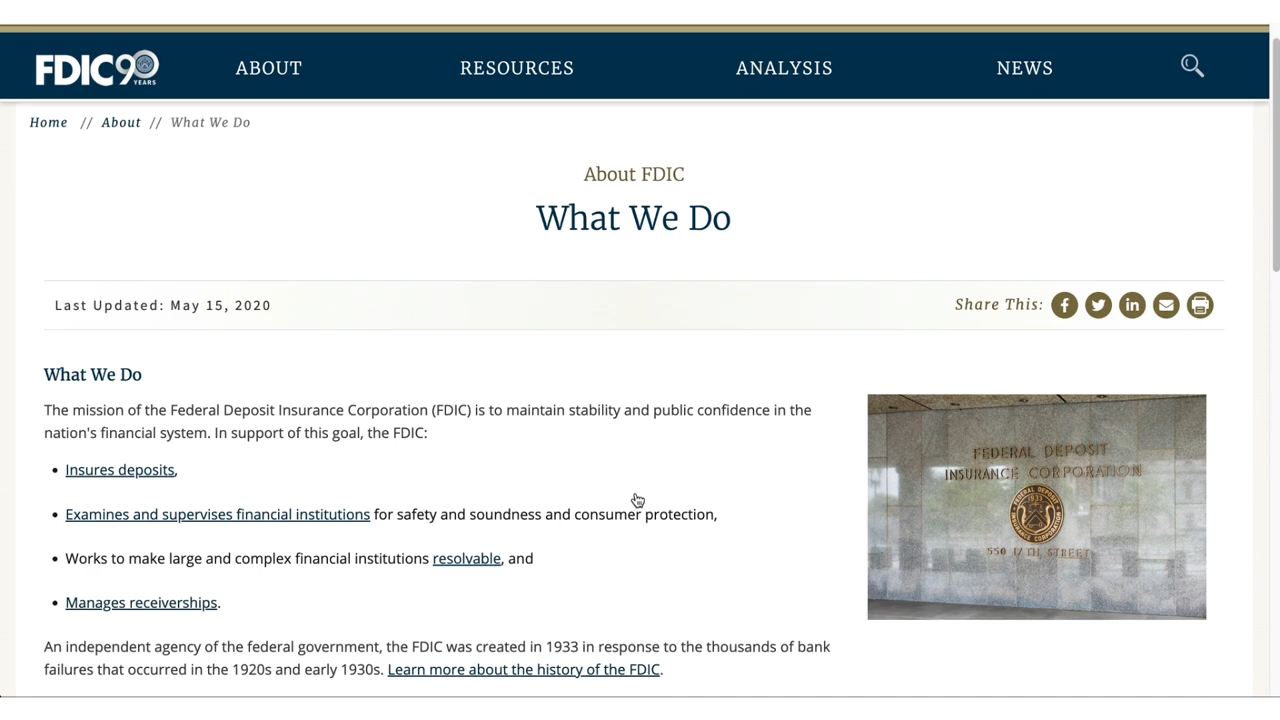 FDIC90 YEARS
ABOUT
RESOURCES
ANALYSIS
NEWS
Home // About // What We Do
About FDIC
What We Do
Last Updated: May 15, 2020
Share This:
What We Do
The mission of the Federal Deposit Insurance Corporation (FDIC) is to maintain stability and public confidence in the
nation's financial system. In support of this goal, the FDIC:
• Insures deposits,
• Examines and supervises financial institutions for safety and soundness and consumer protection,
• Works to make large and complex financial institutions resolvable, and
• Manages receiverships.
An independent agency of the federal government, the FDIC was created in 1933 in response to the thousands of bank
failures that occurred in the 1920s and early 1930s. Learn more about the history of the FDIC.
FEDERAL DEPOSIT
INSURANCE CORPORATION
1933
550 17TH STREET